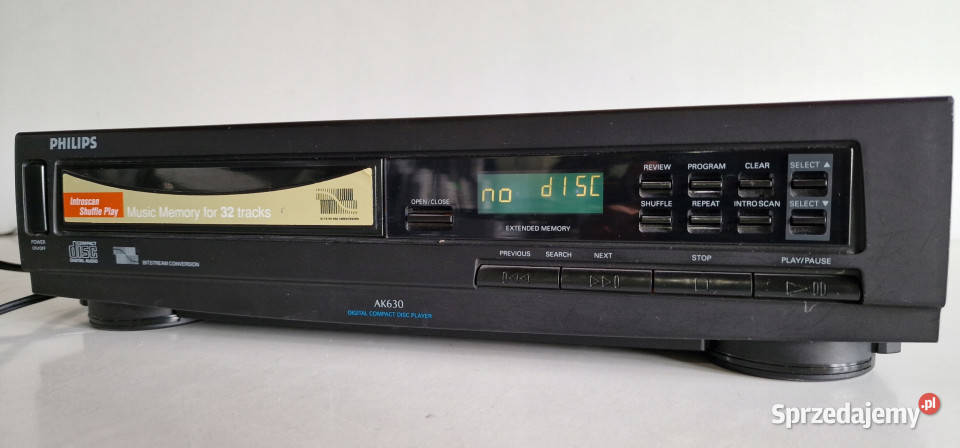 PHILIPS
Introscan
Shuffle Play
Music Memory for 32 tracks
POWER
ON/OFF
COMPACT
disc
DIGITAL AUDIO
BITSTREAM CONVERSION
OPEN/CLOSE
no dISC
EXTENDED MEMORY
REVIEW PROGRAM CLEAR SELECT ▲
SHUFFLE REPEAT INTRO SCAN SELECT ▼
PREVIOUS SEARCH NEXT STOP PLAY/PAUSE
AK630
DIGITAL COMPACT DISC PLAYER
Sprzedajemy.pl